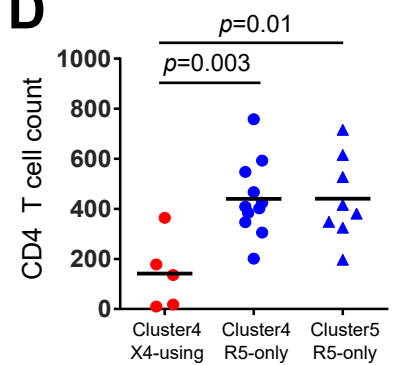 D
p=0.01
p=0.003
CD4 T cell count
1000
800
600
400
200
0
Cluster4 Cluster4 Cluster5
X4-using R5-only R5-only